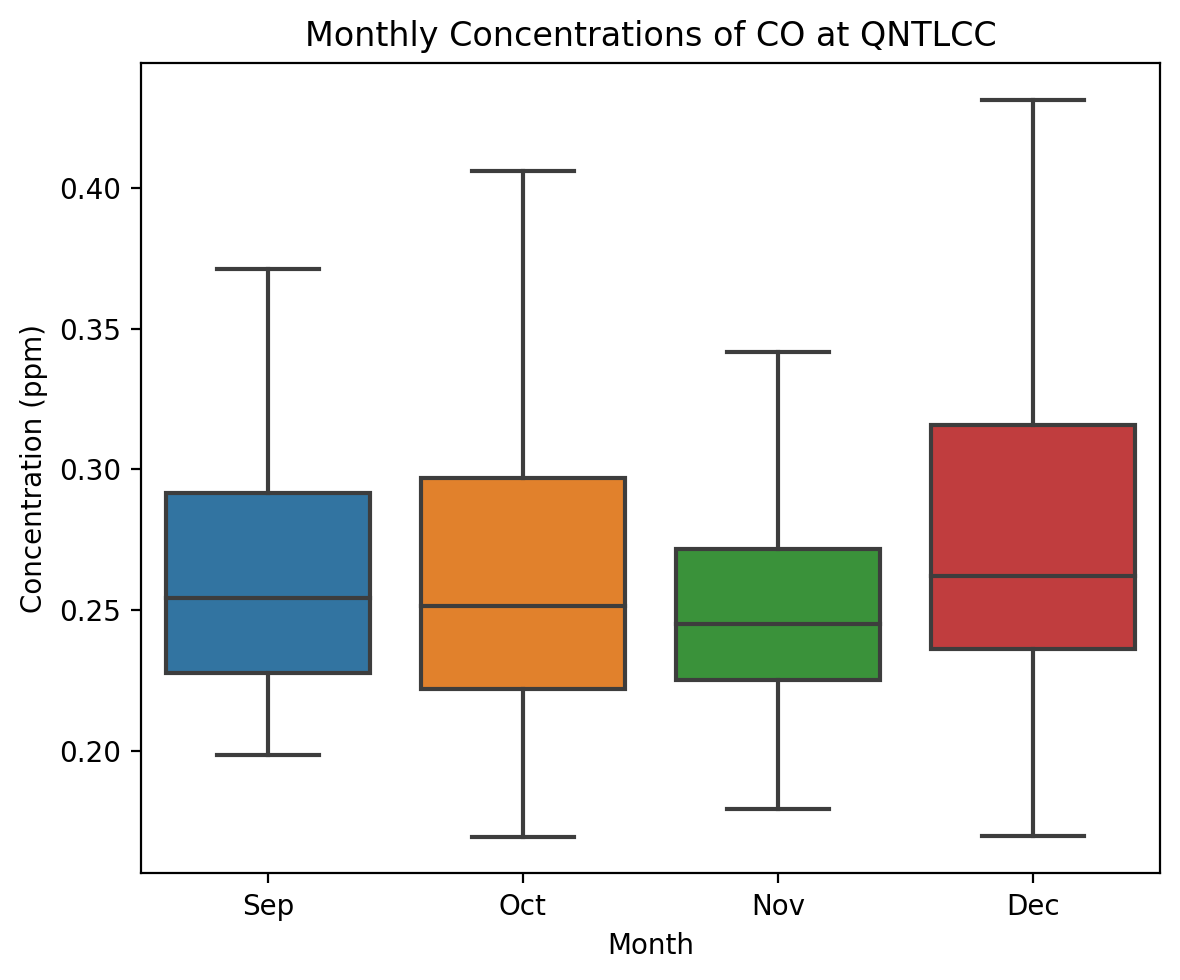 Monthly Concentrations of CO at QNTLCC
Concentration (ppm)
0.40
0.35
0.30
0.25
0.20
Sep Oct Nov Dec
Month